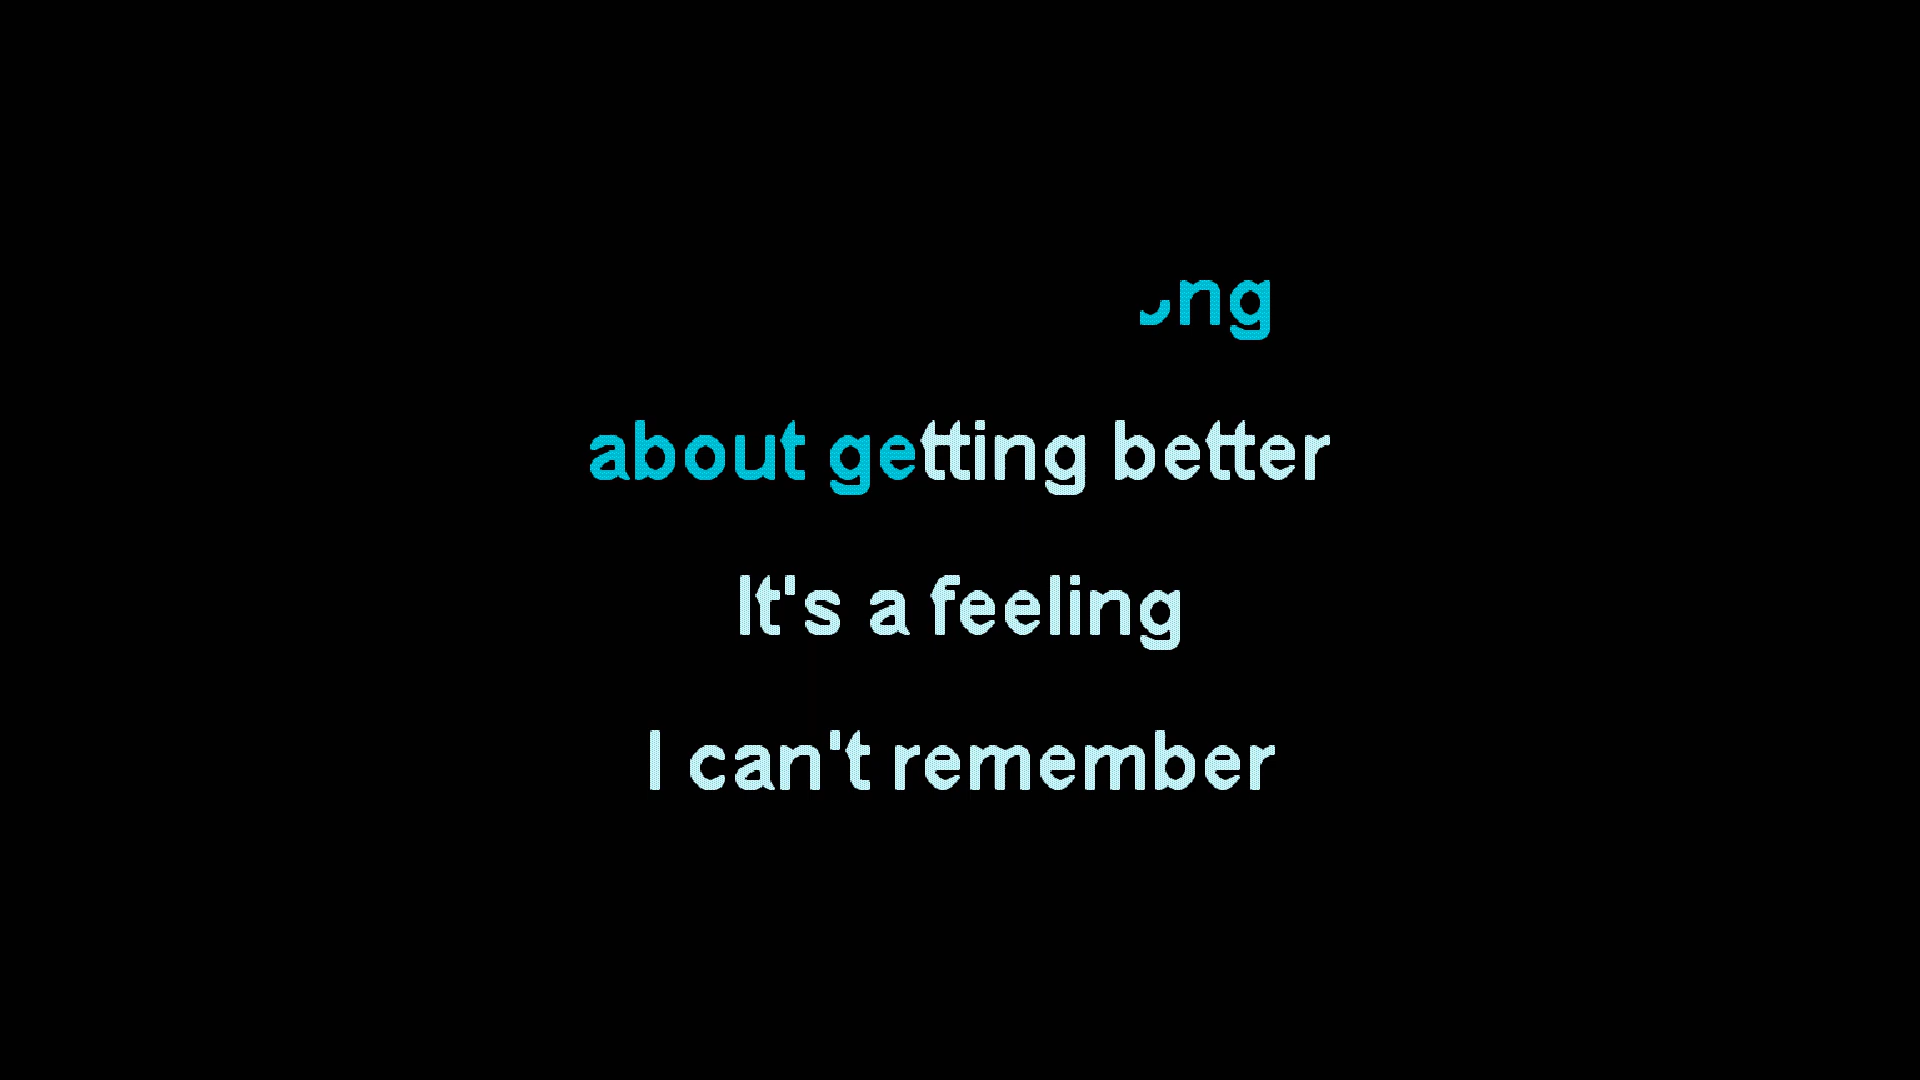 ng
about getting better
It's a feeling
I can't remember